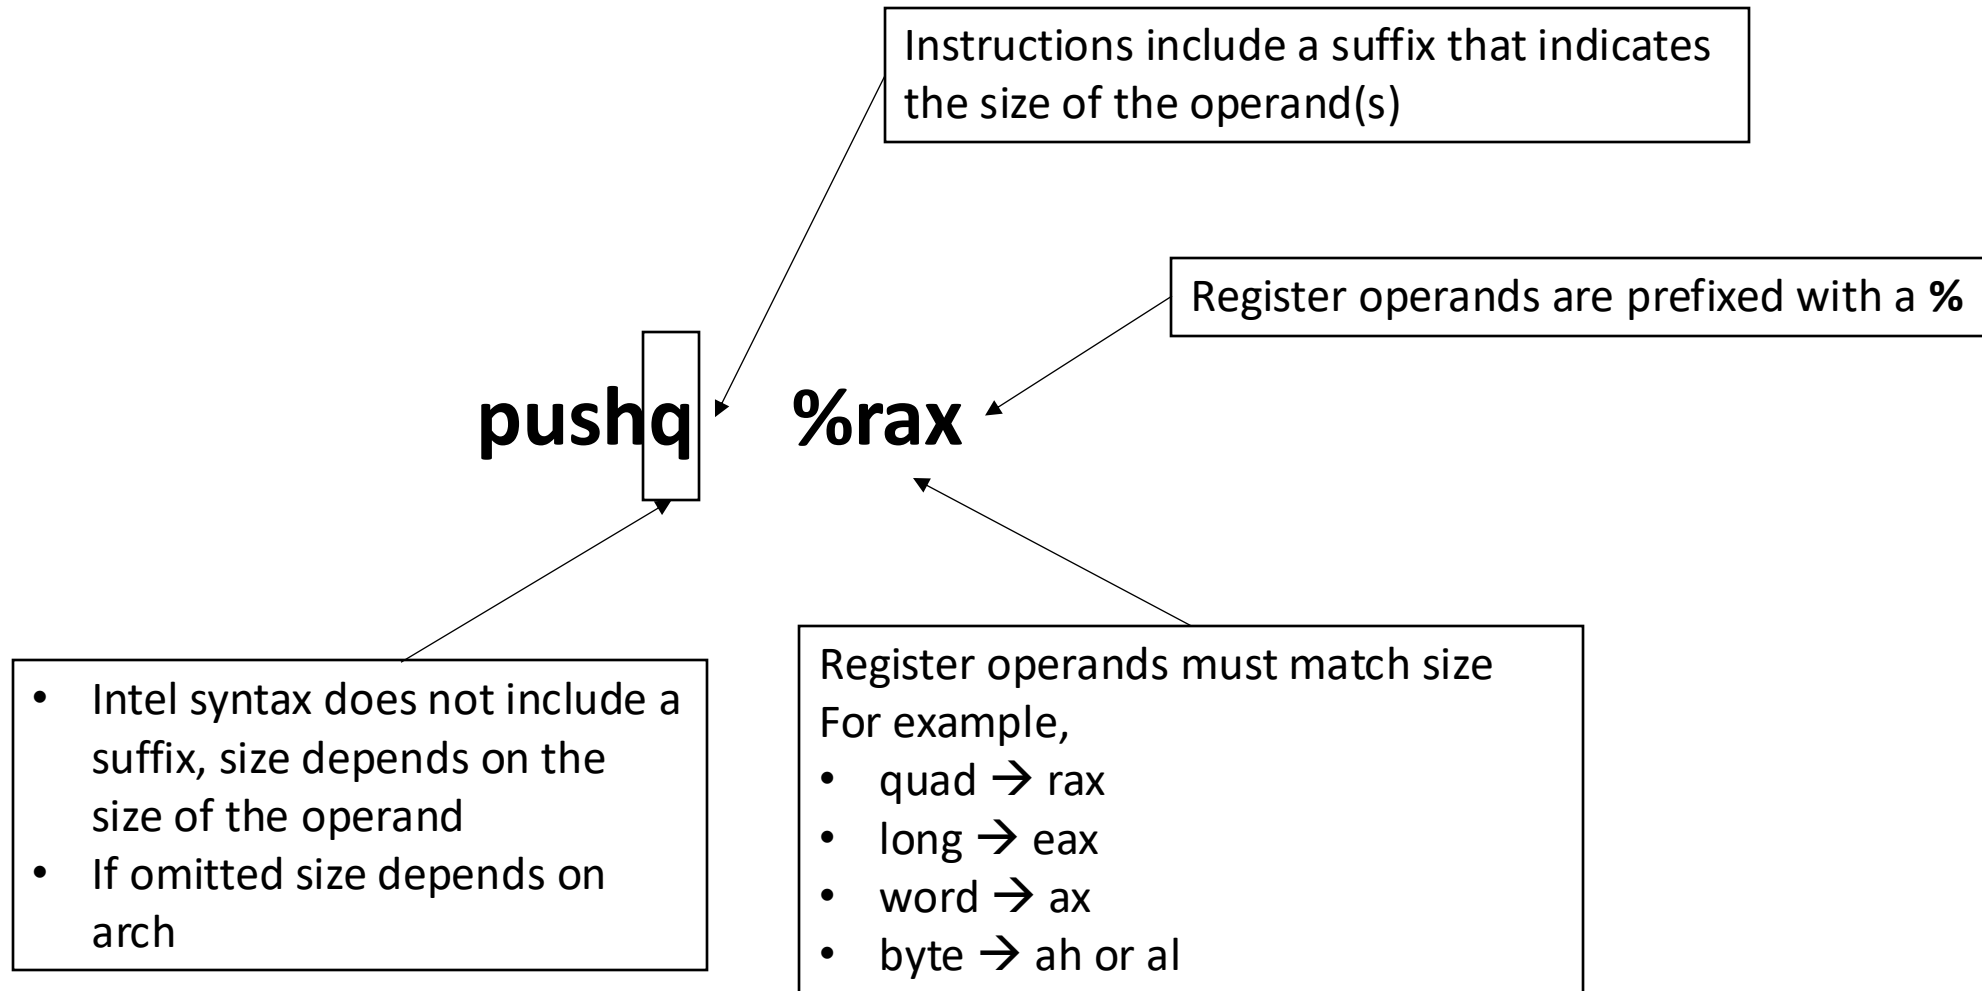 Instructions include a suffix that indicates
the size of the operand(s)
Register operands are prefixed with a %
pushq %rax
• Intel syntax does not include a
suffix, size depends on the
size of the operand
• If omitted size depends on
arch
Register operands must match size
For example,
• quad → rax
• long → eax
• word → ax
• byte → ah or al